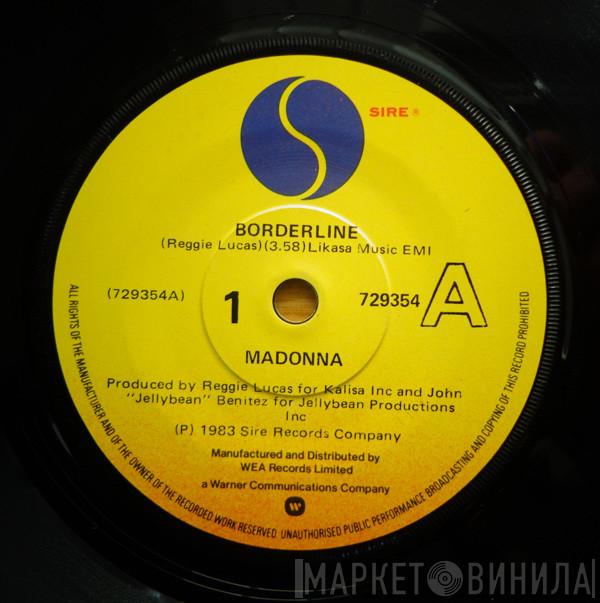 SIRE ®
BORDERLINE
(Reggie Lucas)(3.58)Likasa Music EMI
(729354A)
1
729354
A
MADONNA
Produced by Reggie Lucas for Kalisa Inc and John
"Jellybean" Benitez for Jellybean Productions
Inc
(P) 1983 Sire Records Company
Manufactured and Distributed by
WEA Records Limited
a Warner Communications Company
ALL RIGHTS OF THE MANUFACTURER AND OF THE OWNER OF THE RECORDED WORK RESERVED. UNAUTHORISED PUBLIC PERFORMANCE BROADCASTING AND COPYING OF THIS RECORD PROHIBITED
МАРКЕТ ВИНИЛА